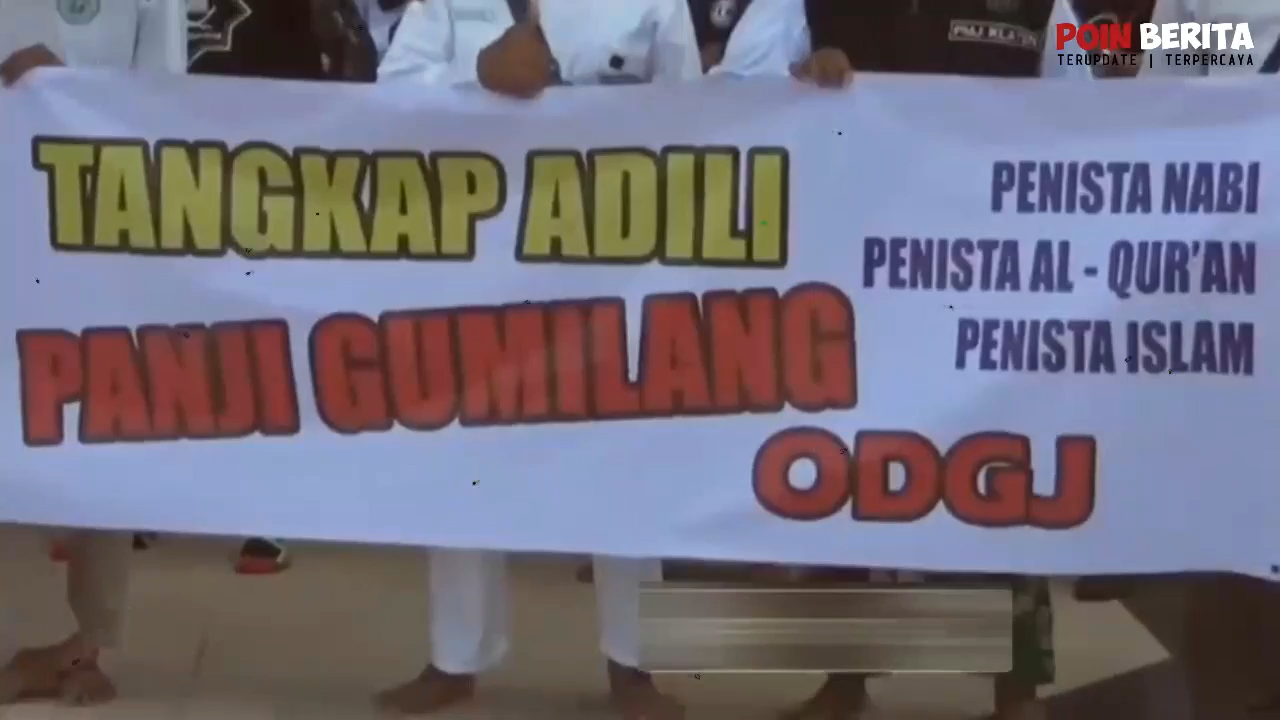 POIN BERITA
TERUPDATE | TERPERCAYA
TANGKAP ADILI
PANJI GUMILANG
ODGJ
PENISTA NABI
PENISTA AL - QUR'AN
PENISTA ISLAM